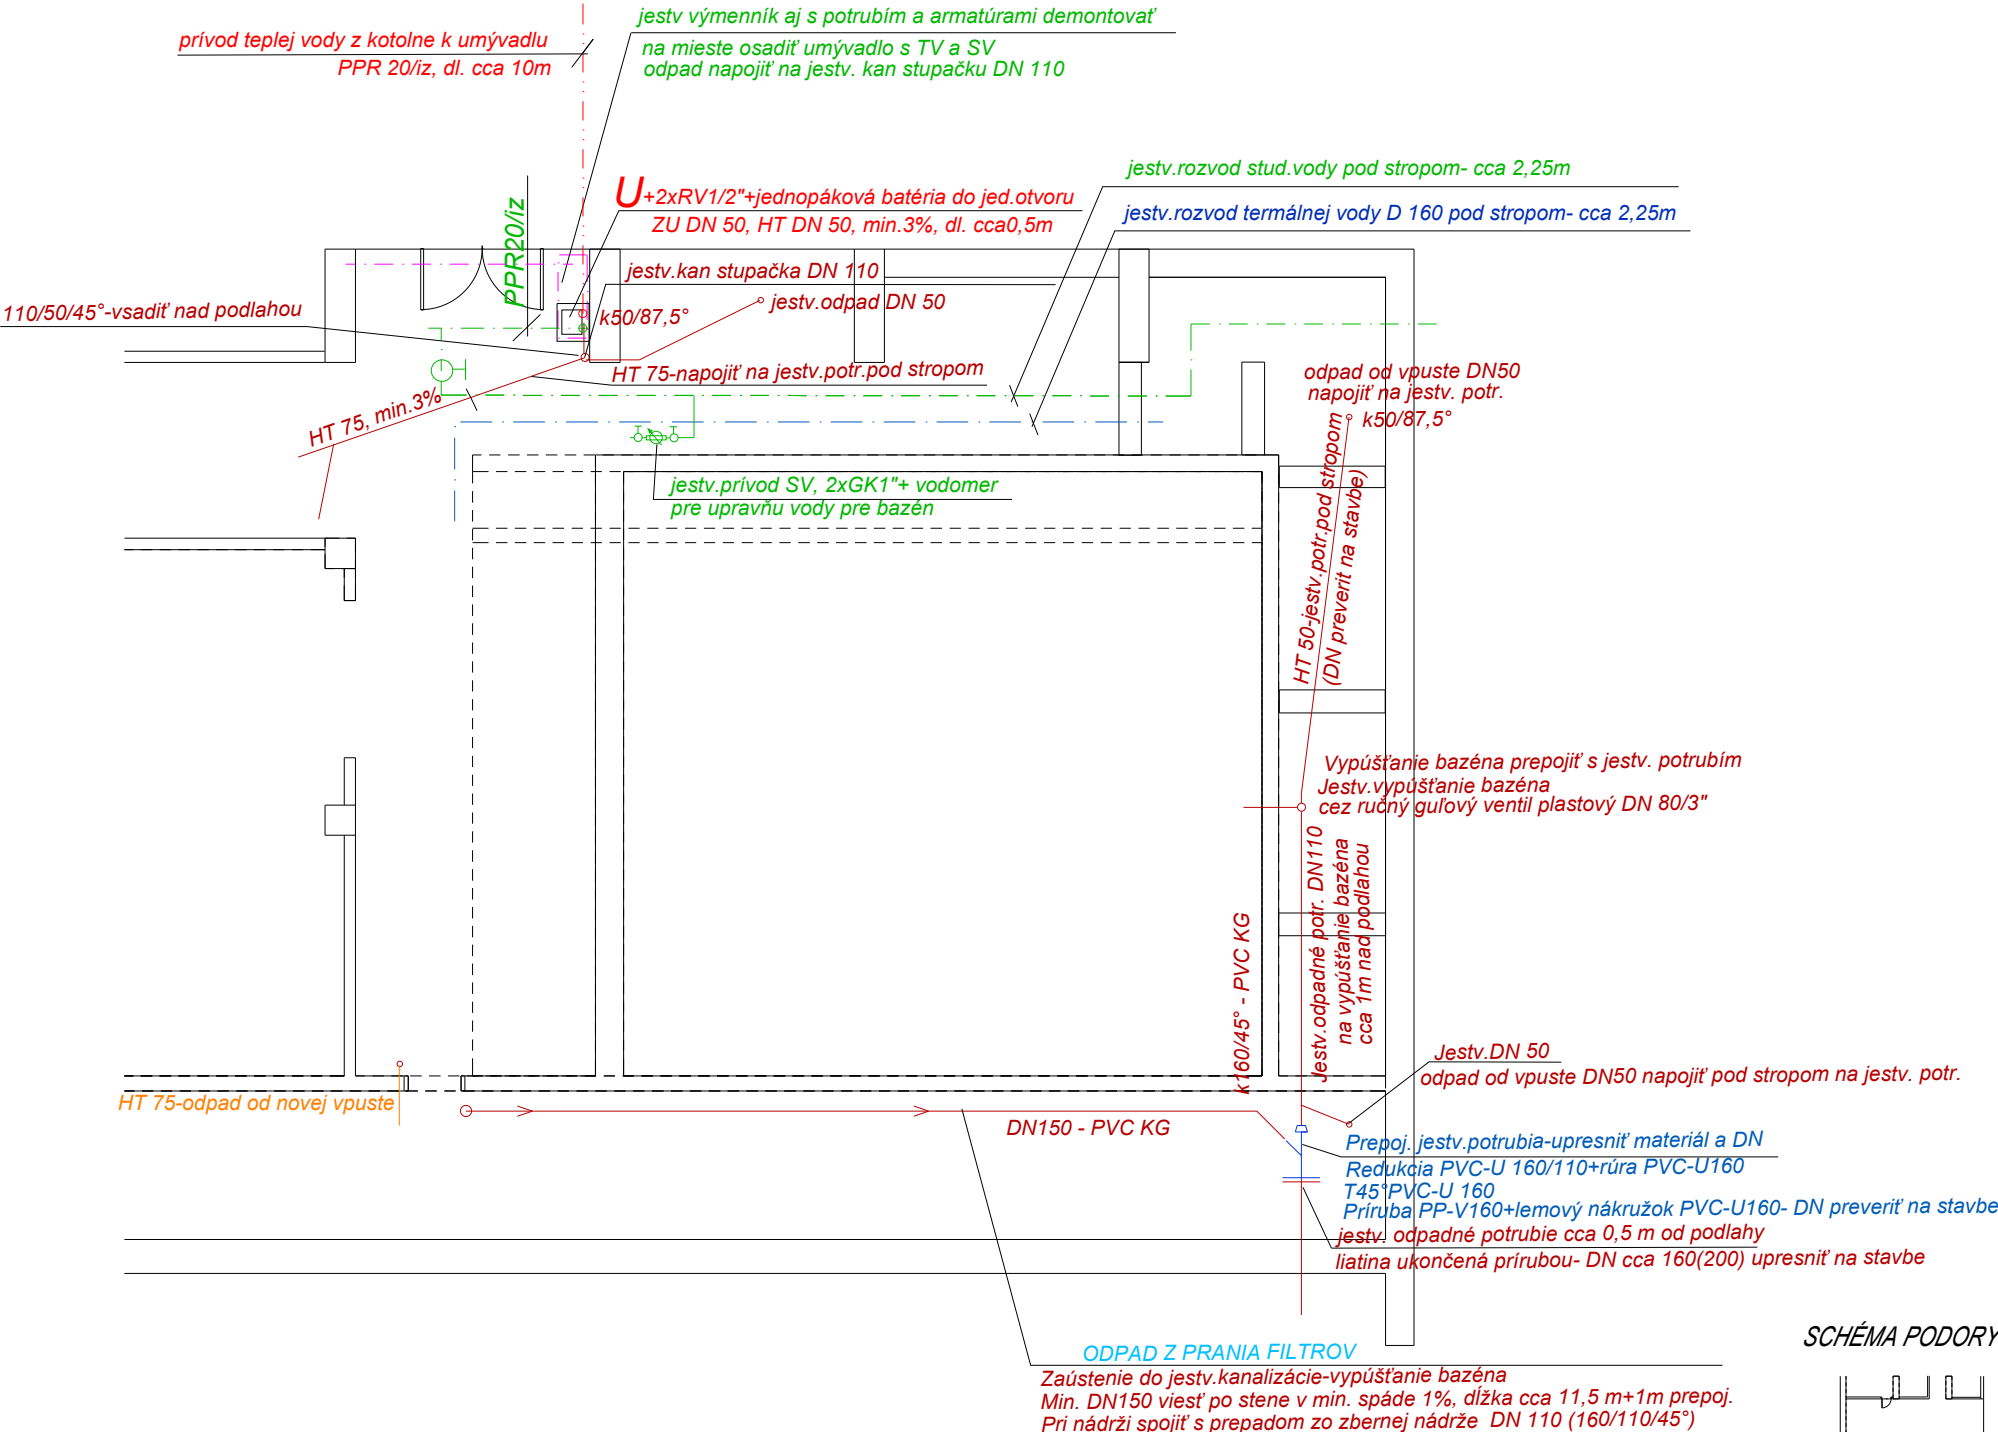 jestv výmenník aj s potrubím a armatúrami demontovať
na mieste osadiť umývadlo s TV a SV
odpad napojiť na jestv. kan stupačku DN 110
prívod teplej vody z kotolne k umývadlu
PPR 20/iz, dl. cca 10m
jestv.rozvod stud.vody pod stropom- cca 2,25m
U+2xRV1/2"+jednopáková batéria do jed.otvoru
ZU DN 50, HT DN 50, min.3%, dl. cca0,5m
jestv.rozvod termálnej vody D 160 pod stropom- cca 2,25m
PPR20/iz
jestv.kan stupačka DN 110
jestv.odpad DN 50
110/50/45°-vsadiť nad podlahou
k50/87,5°
HT 75-napojiť na jestv.potr.pod stropom
HT 75, min.3%
odpad od vpuste DN50
napojiť na jestv. potr.
k50/87,5°
jestv.prívod SV, 2xGK1"+ vodomer
pre upravňu vody pre bazén
HT 50-jestv.potr.pod stropom
(DN preverit na stavbe)
Vypúšťanie bazéna prepojiť s jestv. potrubím
Jestv.vypúšťanie bazéna
cez ručný guľový ventil plastový DN 80/3"
k160/45° - PVC KG
Jestv.odpadné potr. DN110
na vypúšťanie bazéna
cca 1m nad podlahou
Jestv.DN 50
odpad od vpuste DN50 napojiť pod stropom na jestv. potr.
HT 75-odpad od novej vpuste
DN150 - PVC KG
Prepoj. jestv.potrubia-upresniť materiál a DN
Redukcia PVC-U 160/110+rúra PVC-U160
T45°PVC-U 160
Príruba PP-V160+lemový nákružok PVC-U160- DN preveriť na stavbe
jestv. odpadné potrubie cca 0,5 m od podlahy
liatina ukončená prírubou- DN cca 160(200) upresniť na stavbe
SCHÉMA PODORY
ODPAD Z PRANIA FILTROV
Zaústenie do jestv.kanalizácie-vypúšťanie bazéna
Min. DN150 viesť po stene v min. spáde 1%, dĺžka cca 11,5 m+1m prepoj.
Pri nádrži spojiť s prepadom zo zbernej nádrže DN 110 (160/110/45°)